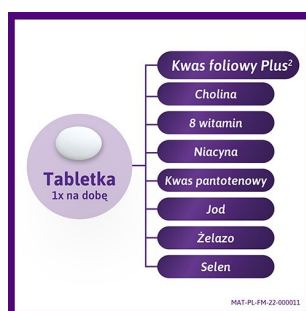 Kwas foliowy Plus²
Cholina
8 witamin
Niacyna
Kwas pantotenowy
Jod
Żelazo
Selen
Tabletka
1x na dobę
MAT-PL-FM-22-000011